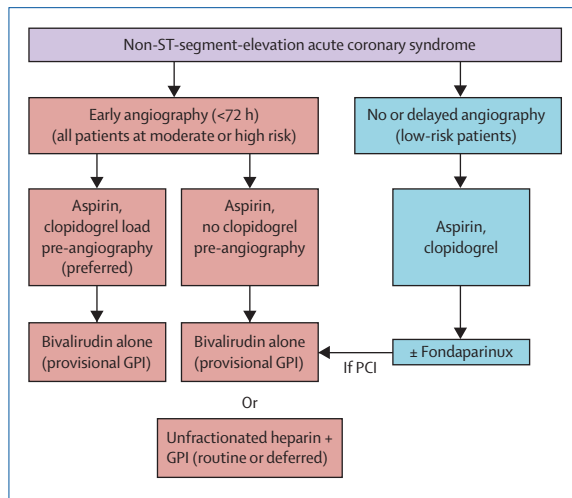 Non-ST-segment-elevation acute coronary syndrome
Early angiography (<72 h)
(all patients at moderate or high risk)
No or delayed angiography
(low-risk patients)
Aspirin,
clopidogrel load
pre-angiography
(preferred)
Aspirin,
no clopidogrel
pre-angiography
Aspirin,
clopidogrel
Bivalirudin alone
(provisional GPI)
Bivalirudin alone
(provisional GPI)
If PCI
± Fondaparinux
Or
Unfractionated heparin +
GPI (routine or deferred)